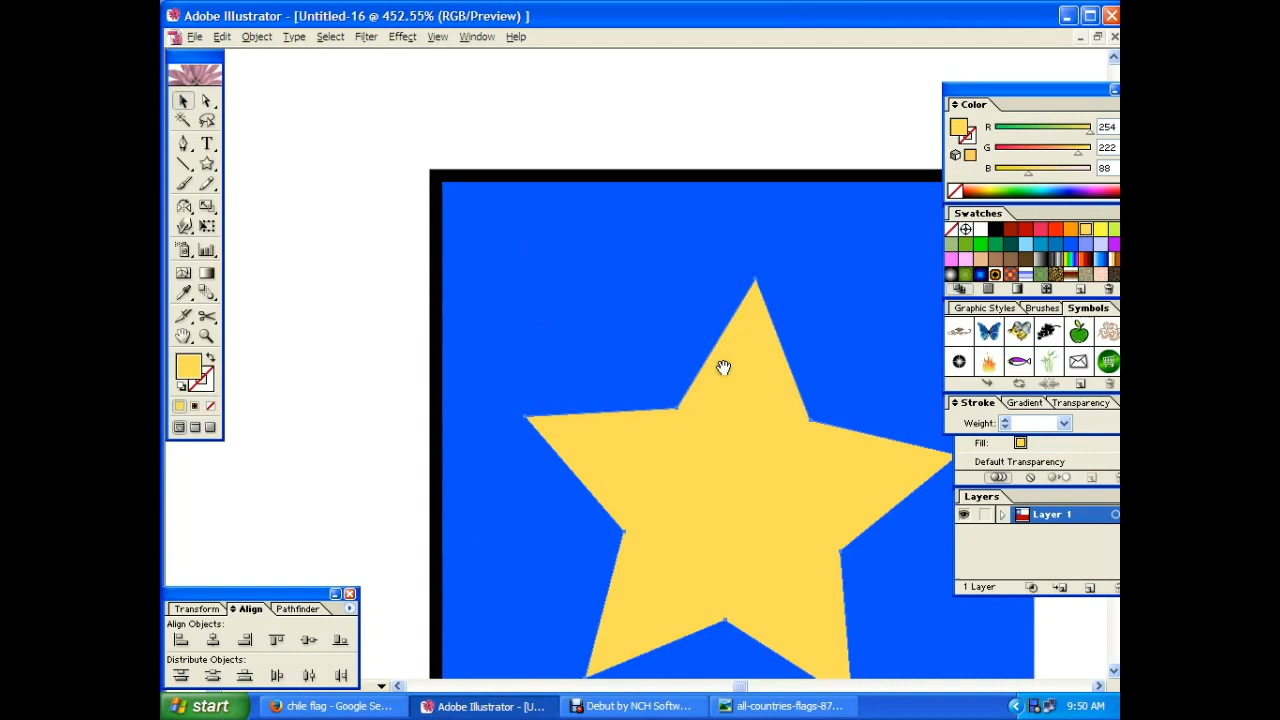 Adobe Illustrator - [Untitled-16 @ 452.55% (RGB/Preview) ]
File Edit Object Type Select Filter Effect View Window Help
Color
R 254
G 222
B 88
Swatches
Graphic Styles Brushes Symbols
Stroke Gradient Transparency
Weight:
Fill:
Default Transparency
Layers
Layer 1
1 Layer
Transform Align Pathfinder
Align Objects:
Distribute Objects:
start chile flag - Google Se... Adobe Illustrator - [U... Debut by NCH Softw... all-countries-flags-87... 9:50 AM